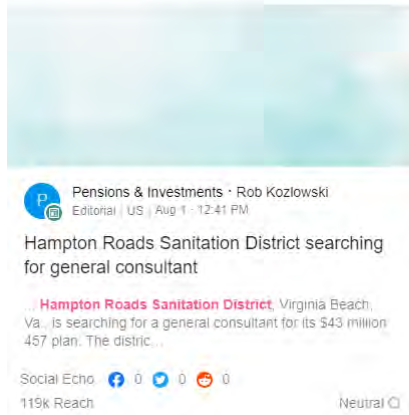 P
Pensions & Investments · Rob Kozlowski
Editorial | US | Aug 1 - 12:41 PM
Hampton Roads Sanitation District searching
for general consultant
... Hampton Roads Sanitation District, Virginia Beach,
Va., is searching for a general consultant for its $43 million
457 plan. The distric...
Social Echo 0 0 0
119k Reach Neutral